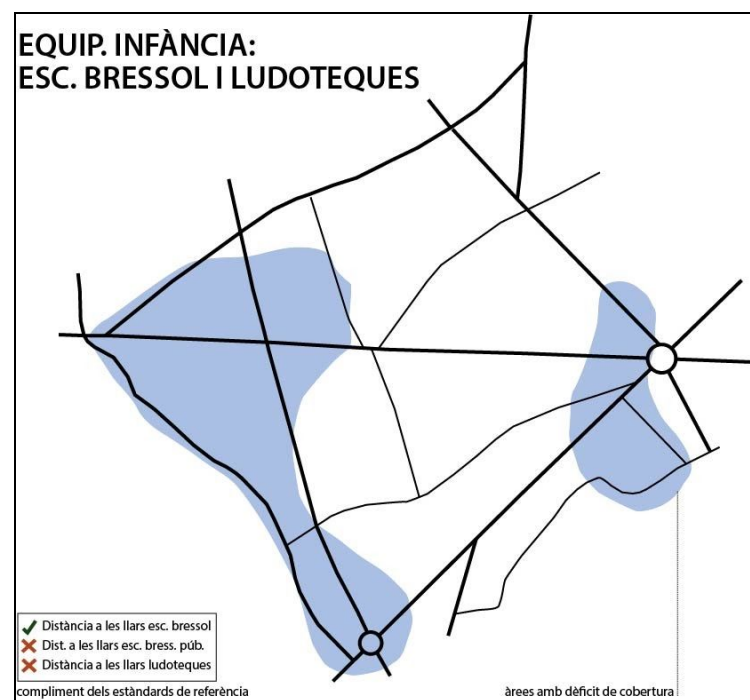 EQUIP. INFÀNCIA:
ESC. BRESSOL I LUDOTEQUES
Distància a les llars esc. bressol
Dist. a les llars esc. bress. púb.
Distància a les llars ludoteques
compliment dels estàndards de referència
àrees amb dèficit de cobertura